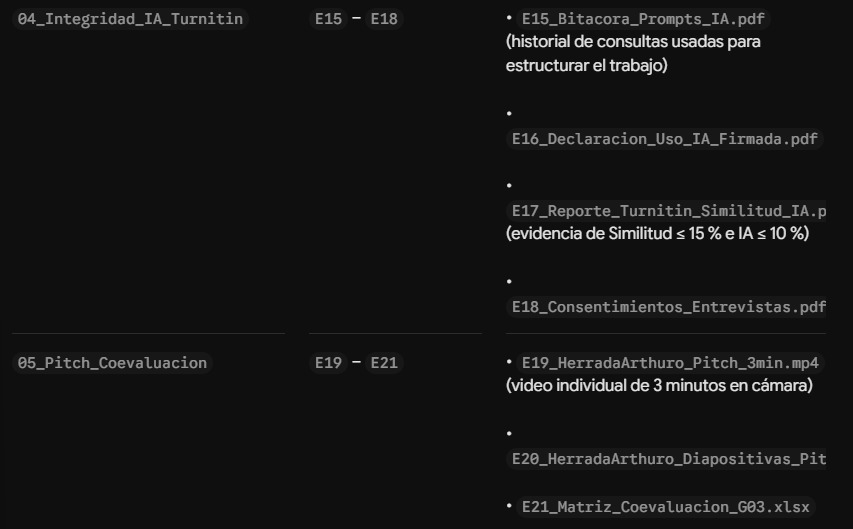 04_Integridad_IA_Turnitin
E15 – E18
• E15_Bitacora_Prompts_IA.pdf
(historial de consultas usadas para
estructurar el trabajo)
•
E16_Declaracion_Uso_IA_Firmada.pdf
•
E17_Reporte_Turnitin_Similitud_IA.p
(evidencia de Similitud ≤ 15 % e IA ≤ 10 %)
•
E18_Consentimientos_Entrevistas.pdf
05_Pitch_Coevaluacion
E19 – E21
• E19_HerradaArthuro_Pitch_3min.mp4
(video individual de 3 minutos en cámara)
•
E20_HerradaArthuro_Diapositivas_Pit
• E21_Matriz_Coevaluacion_G03.xlsx